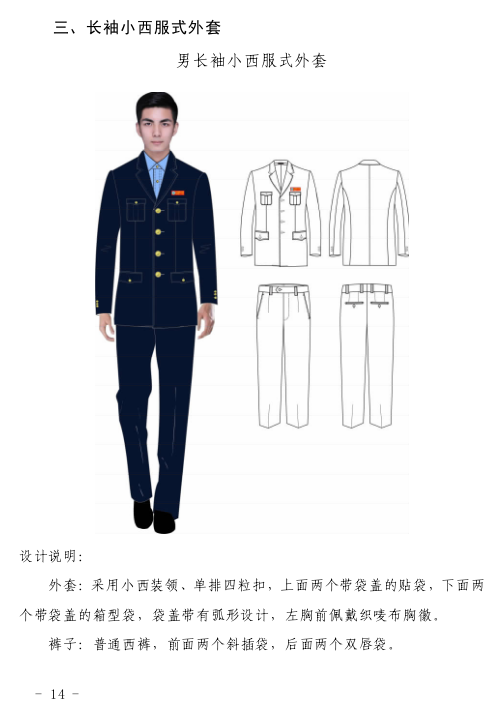 三、长袖小西服式外套
男长袖小西服式外套
设计说明：
外套：采用小西装领、单排四粒扣，上面两个带袋盖的贴袋，下面两
个带袋盖的箱型袋，袋盖带有弧形设计，左胸前佩戴织唛布胸徽。
裤子：普通西裤，前面两个斜插袋，后面两个双唇袋。
- 14 -